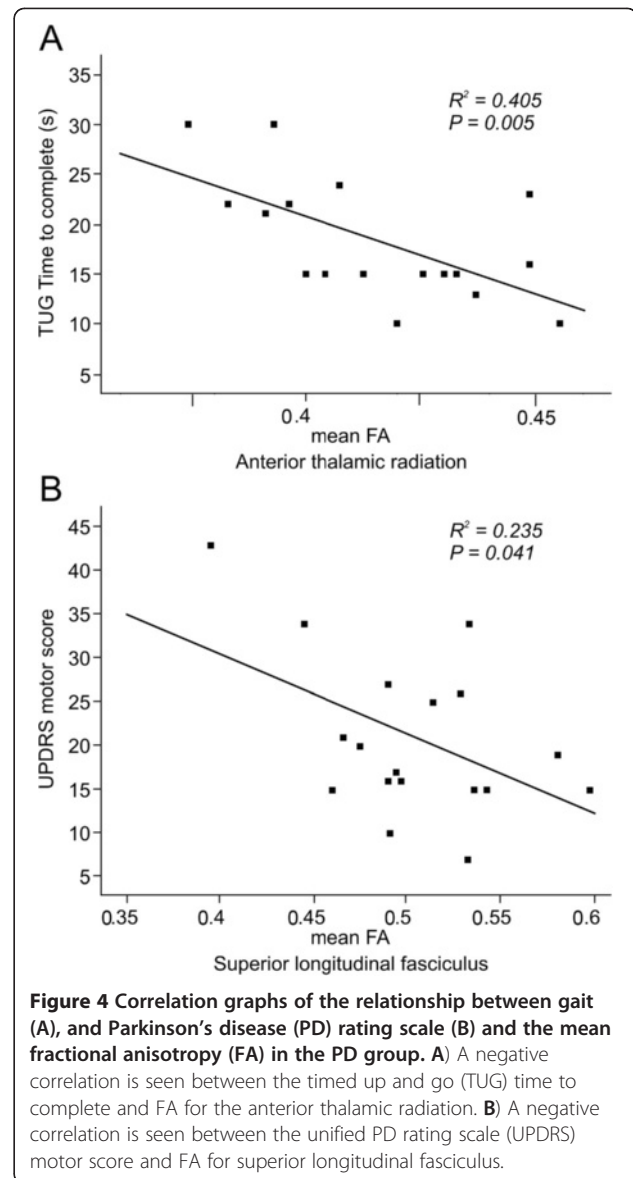 A
35
30
25
20
15
10
5
TUG Time to complete (s)
R² = 0.405
P = 0.005
0.4 0.45
mean FA
Anterior thalamic radiation
B
45
40
35
30
25
20
15
10
5
UPDRS motor score
R² = 0.235
P = 0.041
0.35 0.4 0.45 0.5 0.55 0.6
mean FA
Superior longitudinal fasciculus
Figure 4 Correlation graphs of the relationship between gait
(A), and Parkinson's disease (PD) rating scale (B) and the mean
fractional anisotropy (FA) in the PD group. A) A negative
correlation is seen between the timed up and go (TUG) time to
complete and FA for the anterior thalamic radiation. B) A negative
correlation is seen between the unified PD rating scale (UPDRS)
motor score and FA for superior longitudinal fasciculus.